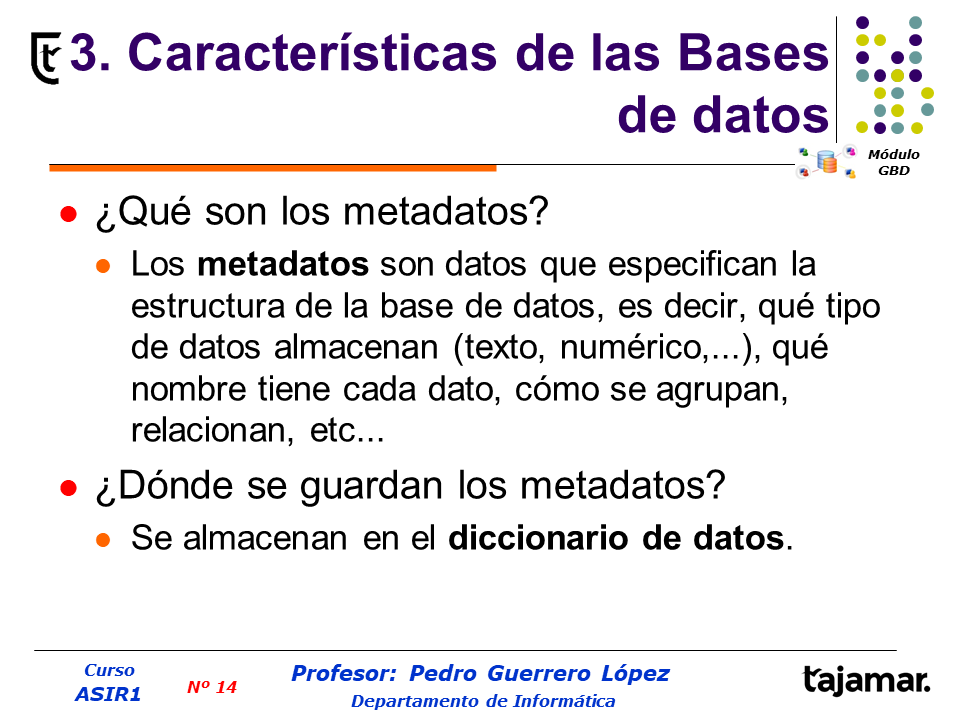 3. Características de las Bases
de datos
Módulo
GBD
¿Qué son los metadatos?
Los metadatos son datos que especifican la
estructura de la base de datos, es decir, qué tipo
de datos almacenan (texto, numérico,...), qué
nombre tiene cada dato, cómo se agrupan,
relacionan, etc...
¿Dónde se guardan los metadatos?
Se almacenan en el diccionario de datos.
Curso
ASIR1
Nº 14
Profesor: Pedro Guerrero López
Departamento de Informática
tajamar.